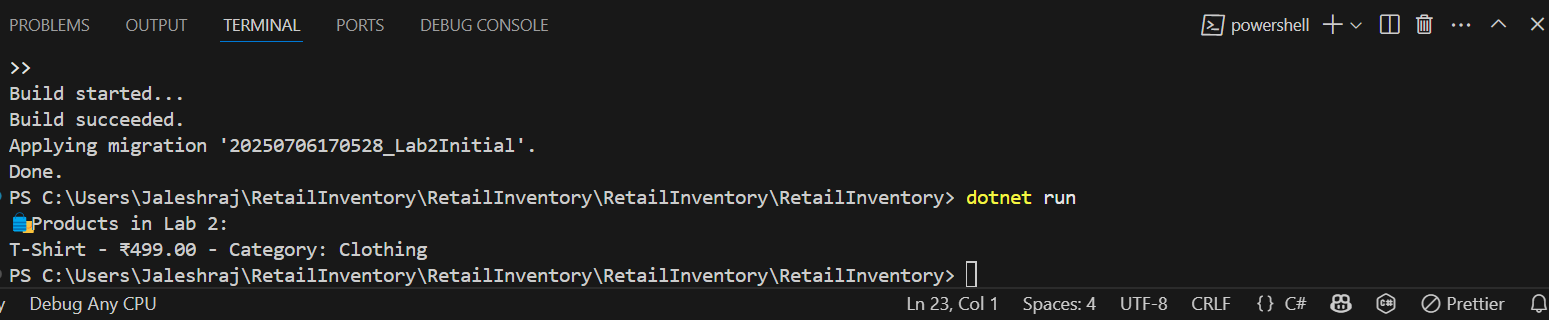 PROBLEMS OUTPUT TERMINAL PORTS DEBUG CONSOLE powershell
>>
Build started...
Build succeeded.
Applying migration '20250706170528_Lab2Initial'.
Done.
PS C:\Users\Jaleshraj\RetailInventory\RetailInventory\RetailInventory\RetailInventory> dotnet run
🛍️Products in Lab 2:
T-Shirt - ₹499.00 - Category: Clothing
PS C:\Users\Jaleshraj\RetailInventory\RetailInventory\RetailInventory\RetailInventory>
Debug Any CPU Ln 23, Col 1 Spaces: 4 UTF-8 CRLF {} C# Prettier